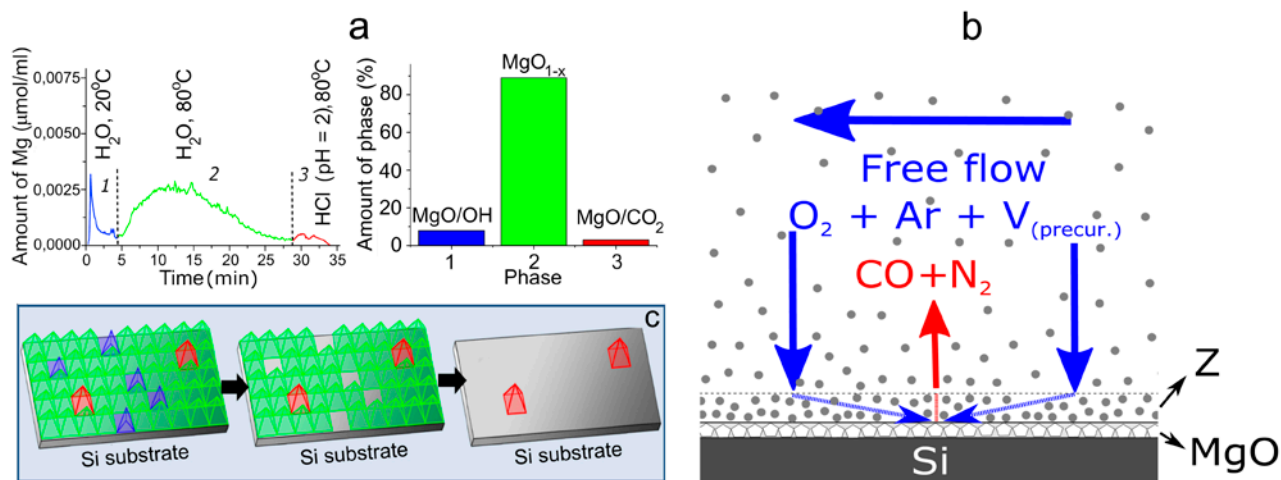 a
b
Amount of Mg (μmol/ml)
0,0075
0,0050
0,0025
0,0000
H2O, 20°C
H2O, 80°C
HCl (pH = 2), 80°C
1
2
3
0 5 10 15 20 25 30 35
Time (min)
Amount of phase (%)
80
60
40
20
0
MgO1-x
MgO/OH
MgO/CO2
1 2 3
Phase
Free flow
O2 + Ar + V(precur.)
CO+N2
Z
MgO
Si
c
Si substrate
Si substrate
Si substrate